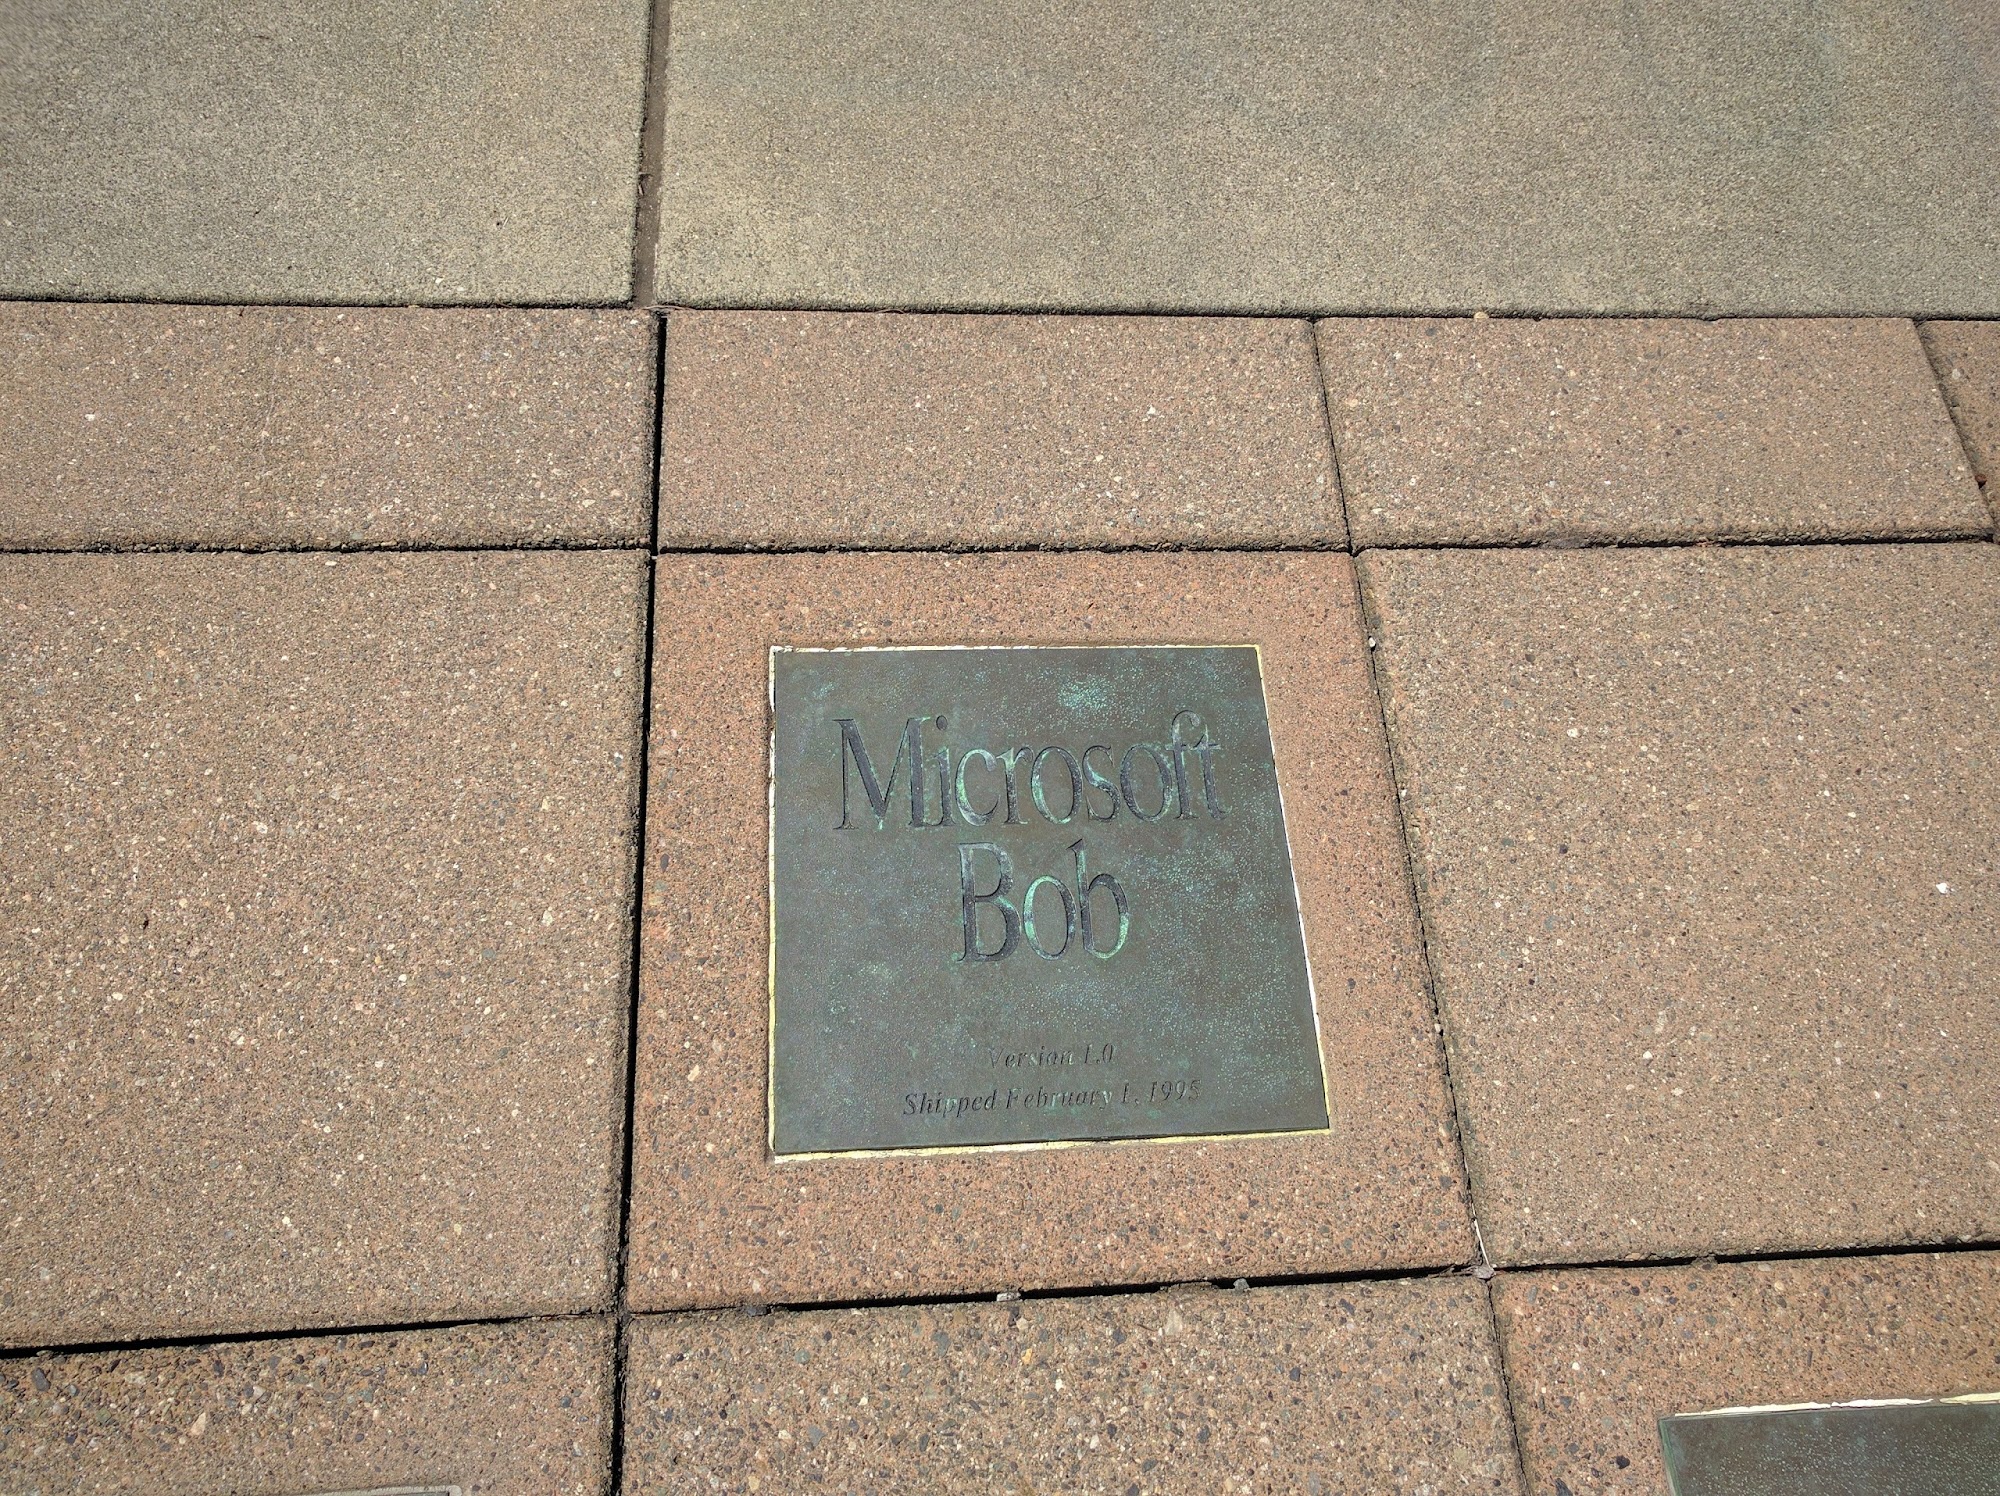 Microsoft
Bob
Version 1.0
Shipped February 1, 1995